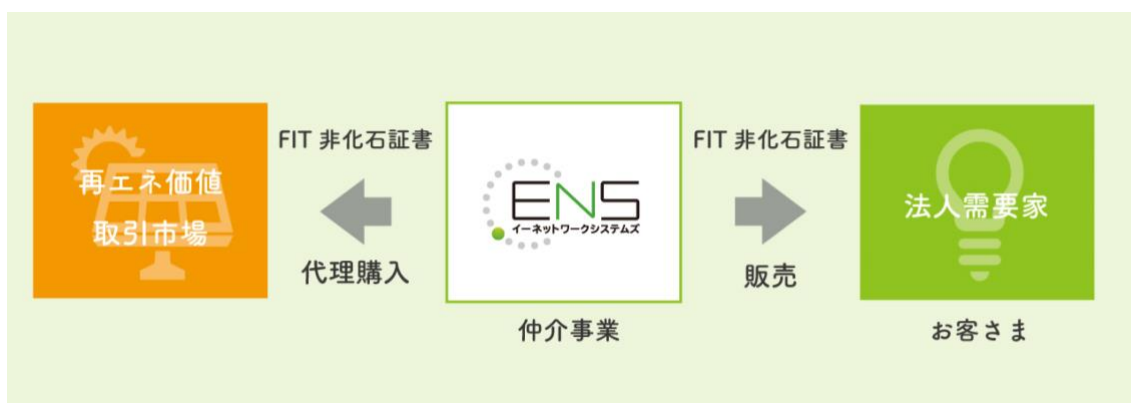 再エネ価値
取引市場
FIT 非化石証書
代理購入
ENS
イーネットワークシステムズ
仲介事業
FIT 非化石証書
販売
法人需要家
お客さま